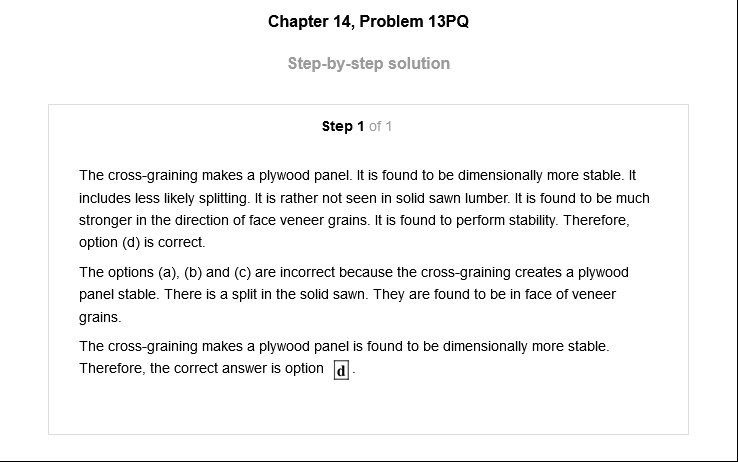 Chapter 14, Problem 13PQ
Step-by-step solution
Step 1 of 1
The cross-graining makes a plywood panel. It is found to be dimensionally more stable. It
includes less likely splitting. It is rather not seen in solid sawn lumber. It is found to be much
stronger in the direction of face veneer grains. It is found to perform stability. Therefore,
option (d) is correct.
The options (a), (b) and (c) are incorrect because the cross-graining creates a plywood
panel stable. There is a split in the solid sawn. They are found to be in face of veneer
grains.
The cross-graining makes a plywood panel is found to be dimensionally more stable.
Therefore, the correct answer is option d .